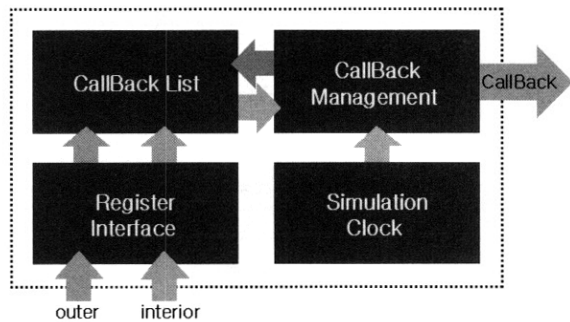 CallBack List
CallBack
Management
CallBack
Register
Interface
Simulation
Clock
outer
interior